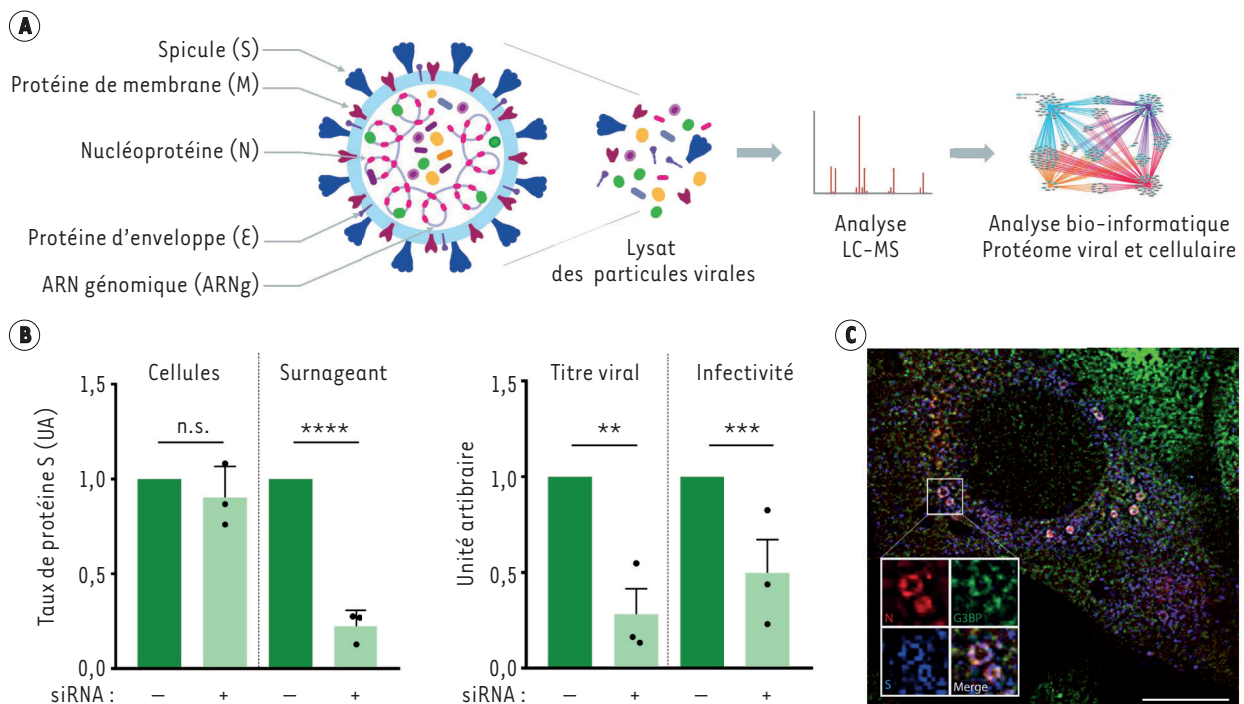 A
Spicule (S)
Protéine de membrane (M)
Nucléoprotéine (N)
Protéine d'enveloppe (E)
ARN génomique (ARNg)
Lysat
des particules virales
Analyse
LC-MS
Analyse bio-informatique
Protéome viral et cellulaire
B
Taux de protéine S (UA)
1,5
1,0
0,5
0,0
Cellules
Surnageant
n.s.
****
siRNA :
–
+
–
+
Unité artibraire
1,5
1,0
0,5
0,0
Titre viral
Infectivité
**
***
–
+
–
+
C
N
G3BP
S
Merge